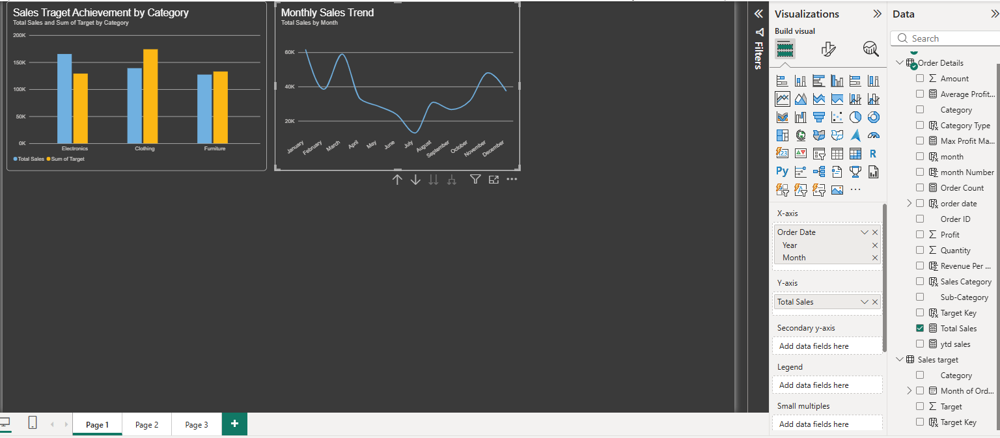 Sales Traget Achievement by Category
Total Sales and Sum of Target by Category
200K
150K
100K
50K
0K
Electronics
Clothing
Furniture
Total Sales
Sum of Target
Monthly Sales Trend
Total Sales by Month
60K
40K
20K
January
February
March
April
May
June
July
August
September
October
November
December
Filters
Visualizations
Build visual
123
R
Py
X-axis
Order Date
Year
Month
Y-axis
Total Sales
Secondary y-axis
Add data fields here
Legend
Add data fields here
Small multiples
Add data fields here
Data
Search
Order Details
Amount
Average Profit...
Category
Category Type
Max Profit Ma...
month
month Number
Order Count
order date
Order ID
Profit
Quantity
Revenue Per ...
Sales Category
Sub-Category
Target Key
Total Sales
ytd sales
Sales target
Category
Month of Ord...
Target
Target Key
Page 1
Page 2
Page 3